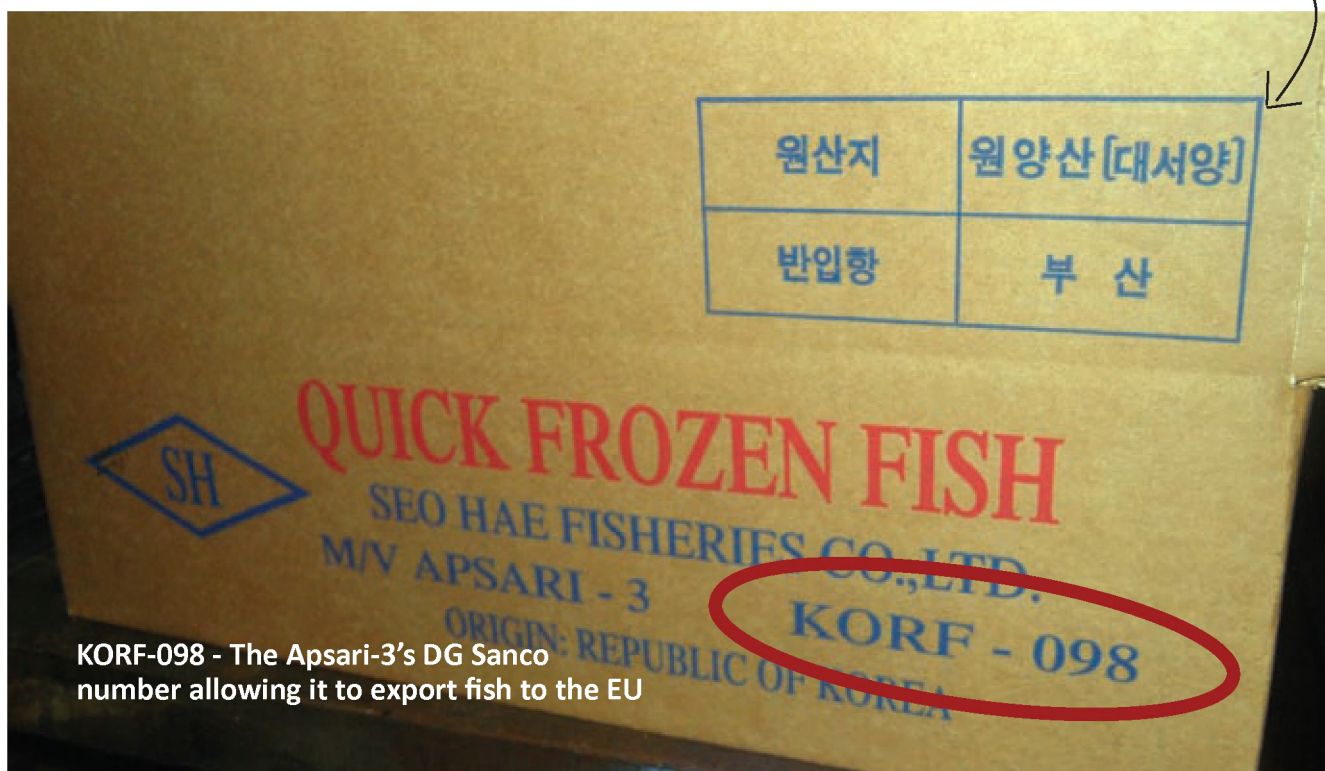 원산지 원양산[대서양]
반입항 부 산
QUICK FROZEN FISH
SH
SEO HAE FISHERIES CO.,LTD.
M/V APSARI - 3 KORF - 098
ORIGIN: REPUBLIC OF KOREA
KORF-098 - The Apsari-3's DG Sanco
number allowing it to export fish to the EU